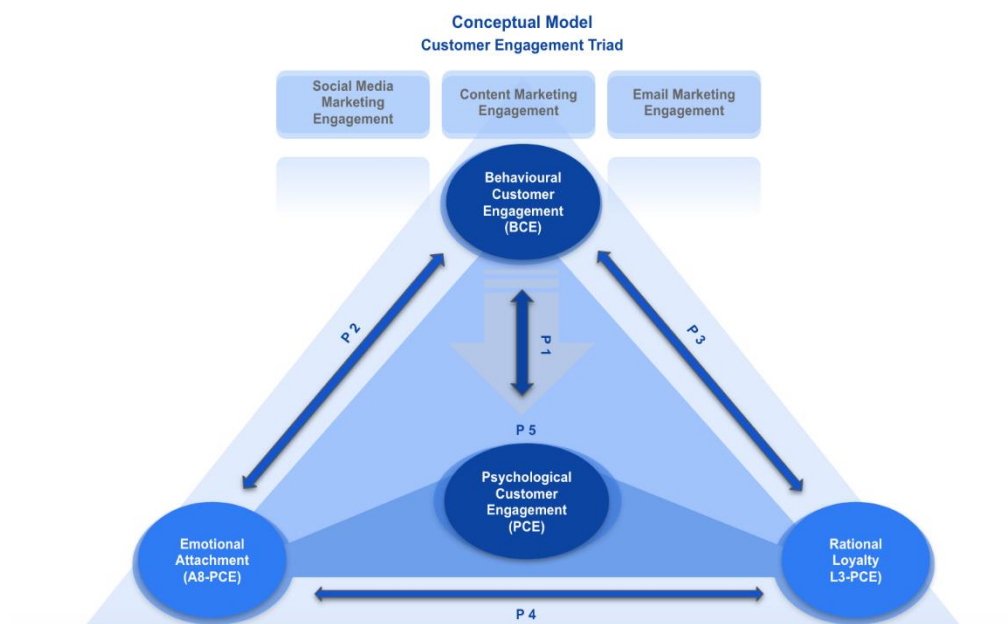 Conceptual Model
Customer Engagement Triad
Social Media
Marketing
Engagement
Content Marketing
Engagement
Email Marketing
Engagement
Behavioural
Customer
Engagement
(BCE)
P 2
P 1
P 3
P 5
Psychological
Customer
Engagement
(PCE)
Emotional
Attachment
(A8-PCE)
Rational
Loyalty
L3-PCE)
P 4